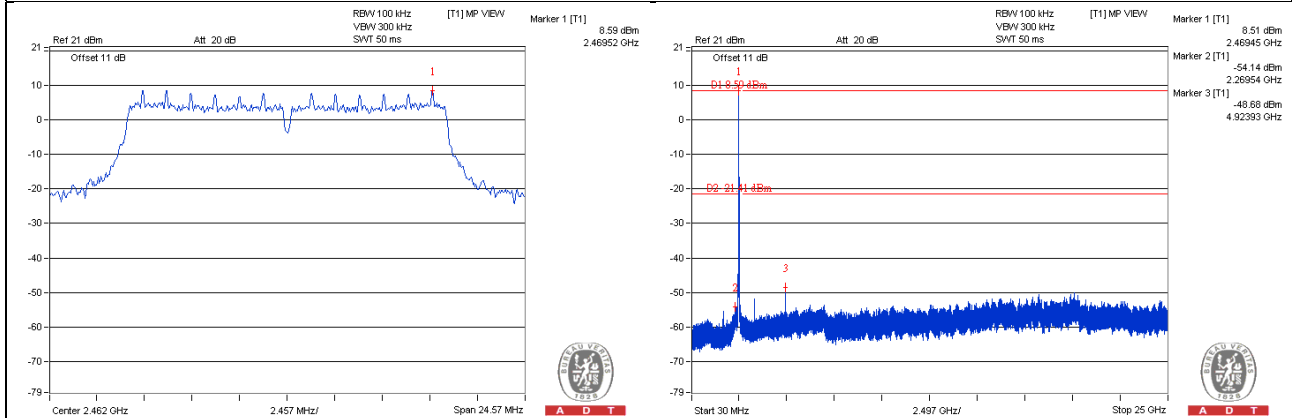 RBW 100 kHz
[T1] MP VIEW
VBW 300 kHz
Ref 21 dBm
Att 20 dB
SWT 50 ms
Marker 1 [T1]
8.59 dBm
2.46952 GHz
21
Offset 11 dB
1
10
0
-10
-20
-30
-40
-50
-60
-70
-79
Center 2.462 GHz
2.457 MHz/
Span 24.57 MHz
BUREAU VERITAS
1828
A D T
RBW 100 kHz
[T1] MP VIEW
VBW 300 kHz
Ref 21 dBm
Att 20 dB
SWT 50 ms
Marker 1 [T1]
8.51 dBm
2.46945 GHz
Marker 2 [T1]
-54.14 dBm
2.26954 GHz
Marker 3 [T1]
-48.68 dBm
4.92393 GHz
21
Offset 11 dB
1
D1 8.59 dBm
10
0
-10
D2 -21.41 dBm
-20
-30
-40
3
2
-50
-60
-70
-79
Start 30 MHz
2.497 GHz/
Stop 25 GHz
BUREAU VERITAS
1828
A D T